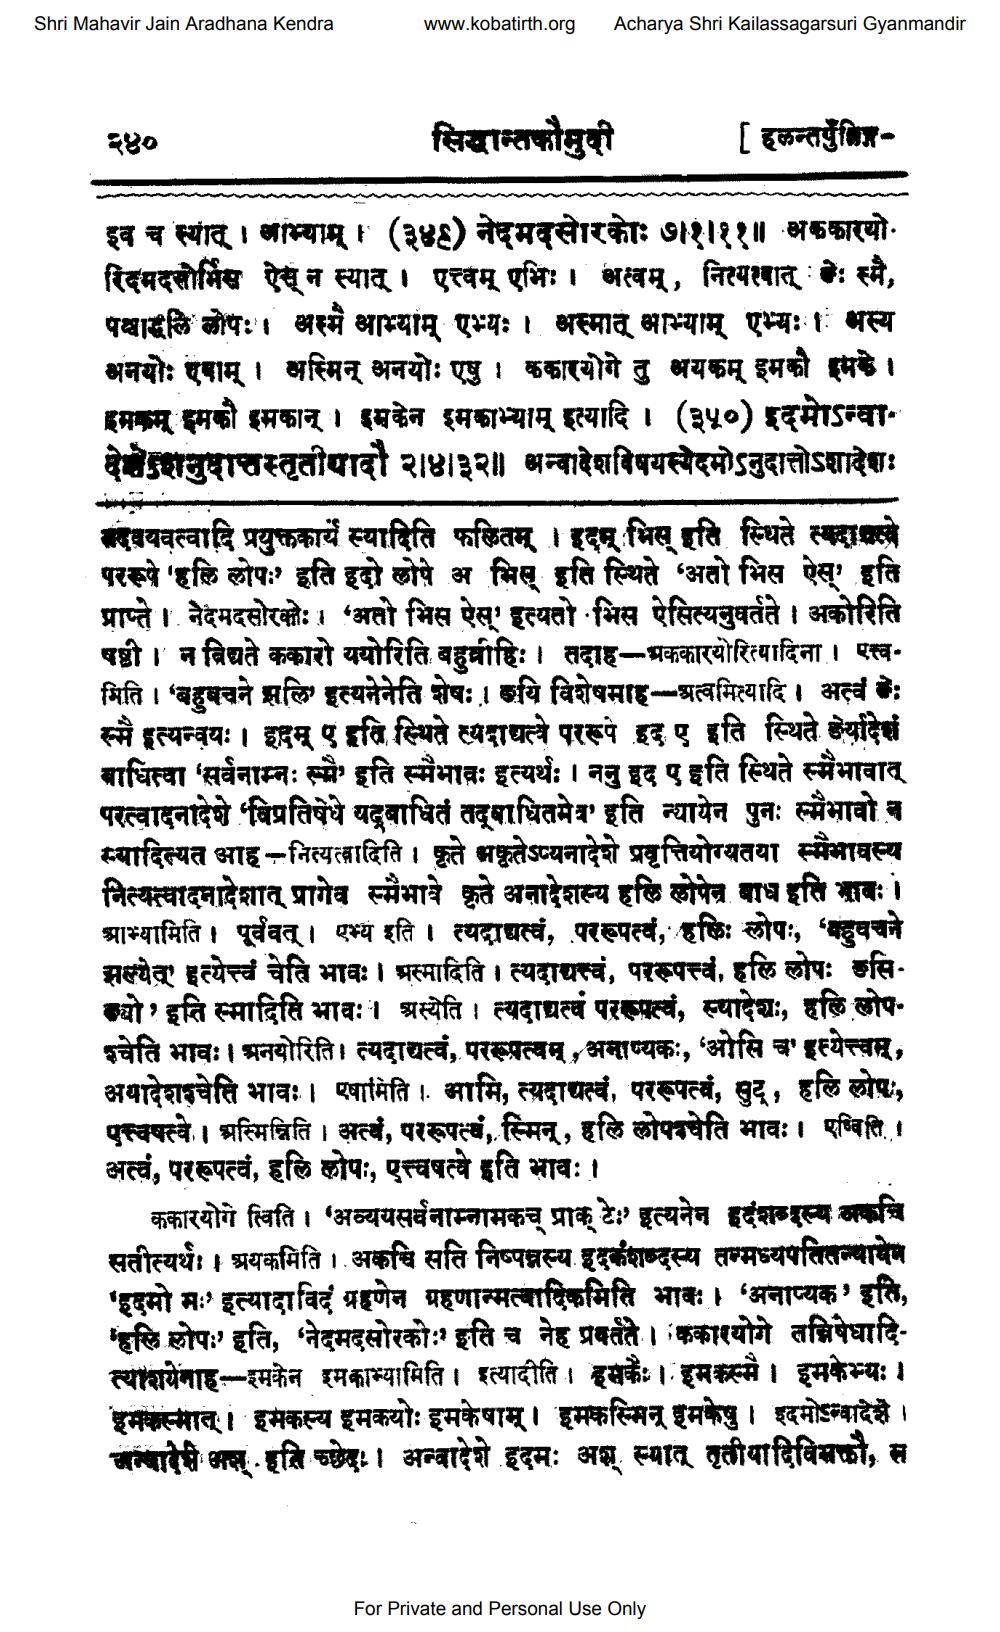 Shri Mahavir Jain Aradhana Kendra www.kobatirth.org Acharya Shri Kailassagarsuri Gyanmandir
२४० सिद्धान्तकौमुदी [ हलन्तपुँल्लिङ्ग-
इव च स्यात् । आभ्याम् । (३४९) नेदमदसोरकोः ७।१।११॥ अककारयो-
रिदमदसोर्भिस ऐस् न स्यात् । एत्त्वम् एभिः । अत्वम् , नित्यत्वात् ङेः स्मै,
पश्चाद्धलि लोपः । अस्मै आभ्याम् एभ्यः । अस्मात् आभ्याम् एभ्यः । अस्य
अनयोः एषाम् । अस्मिन् अनयोः एषु । ककारयोगे तु अयकम् इमकौ इमके ।
इमकम् इमकौ इमकान् । इमकेन इमकाभ्याम् इत्यादि । (३५०) इदमोऽन्वा-
देशेऽशनुदात्तस्तृतीयादौ २।४।३२॥ अन्वादेशविषयस्येदमोऽनुदात्तोऽशादेशः
तदवयवत्वादि प्रयुक्तकार्यं स्यादिति फलितम् । इदम् भिस् इति स्थिते त्यदाद्यत्वे
पररूपे 'हलि लोपः' इति इदो लोपे अ भिस् इति स्थिते 'अतो भिस ऐस्' इति
प्राप्ते । नेदमदसोरकोः । 'अतो भिस ऐस्' इत्यतो भिस ऐसित्यनुवर्तते । अकोरिति
षष्ठी । न विद्यते ककारो ययोरिति बहुव्रीहिः । तदाह—अककारयोरित्यादिना । एत्त्व-
मिति । 'बहुवचने झलि' इत्यनेनेति शेषः । ङयि विशेषमाह—अत्वमित्यादि । अत्वं ङेः
स्मै इत्यन्वयः । इदम् ए इति स्थिते त्यदाद्यत्वे पररूपे इद ए इति स्थिते ङेर्यादेशं
बाधित्वा 'सर्वनाम्नः स्मै' इति स्मैभावः इत्यर्थः । ननु इद ए इति स्थिते स्मैभावात्
परत्वादनादेशे 'विप्रतिषेधे यद्बाधितं तद्बाधितमेव' इति न्यायेन पुनः स्मैभावो न
स्यादित्यत आह—नित्यत्वादिति । कृते अकृतेऽप्यनादेशे प्रवृत्तियोग्यतया स्मैभावस्य
नित्यत्वादनादेशात् प्रागेव स्मैभावे कृते अनादेशस्य हलि लोपेन बाध इति भावः ।
आभ्यामिति । पूर्ववत् । एभ्य इति । त्यदाद्यत्वं, पररूपत्वं, हलिः लोपः, 'बहुवचने
झल्येत्' इत्येत्त्वं चेति भावः । अस्मादिति । त्यदाद्यत्त्वं, पररूपत्त्वं, हलि लोपः ङसि-
ङ्यो' इति स्मादिति भावः । अस्येति । त्यदाद्यत्वं पररूपत्वं, स्यादेशः, हलि लोप-
श्चेति भावः । अनयोरिति । त्यदाद्यत्वं, पररूपत्वम् , अनाप्यकः, 'ओसि च' इत्येत्त्वम् ,
अयादेशश्चेति भावः । एषामिति । आमि, त्यदाद्यत्वं, पररूपत्वं, सुट् , हलि लोपः,
एत्त्वषत्वे । अस्मिन्निति । अत्वं, पररूपत्वं, स्मिन् , हलि लोपश्चेति भावः । एष्विति ।
अत्वं, पररूपत्वं, हलि लोपः, एत्त्वषत्वे इति भावः ।
ककारयोगे त्विति । 'अव्ययसर्वनाम्नामकच् प्राक् टेः' इत्यनेन इदंशब्दस्य अकचि
सतीत्यर्थः । अयकमिति । अकचि सति निष्पन्नस्य इदकंशब्दस्य तन्मध्यपतितन्यायेन
'इदमो मः' इत्यादाविदं ग्रहणेन ग्रहणान्मत्वादिकमिति भावः । 'अनाप्यक' इति,
'हलि लोपः' इति, 'नेदमदसोरकोः' इति च नेह प्रवर्तते । ककारयोगे तन्निषेधादि-
त्याशयेनाह—इमकेन इमकाभ्यामिति । इत्यादीति । इमकैः । इमकस्मै । इमकेभ्यः ।
इमकस्मात् । इमकस्य इमकयोः इमकेषाम् । इमकस्मिन् इमकेषु । इदमोऽन्वादेशे ।
अन्वादेशे अश् इति च्छेदः । अन्वादेशे इदमः अश् स्यात् तृतीयादिविभक्तौ, स
For Private and Personal Use Only